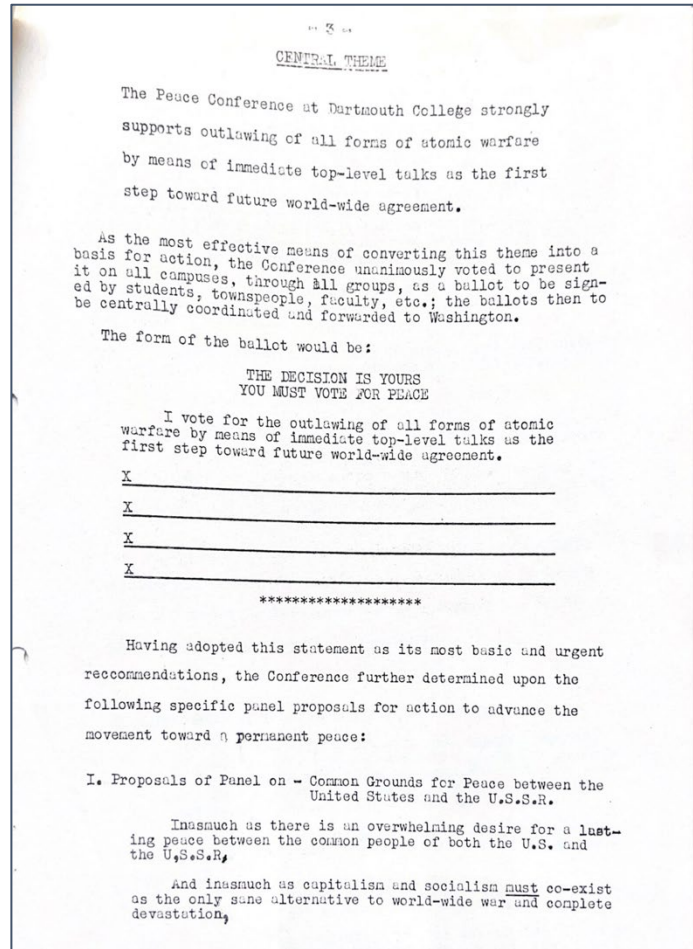 - 3 -
CENTRAL THEME
The Peace Conference at Dartmouth College strongly
supports outlawing of all forms of atomic warfare
by means of immediate top-level talks as the first
step toward future world-wide agreement.
As the most effective means of converting this theme into a
basis for action, the Conference unanimously voted to present
it on all campuses, through all groups, as a ballot to be sign-
ed by students, townspeople, faculty, etc.; the ballots then to
be centrally coordinated and forwarded to Washington.
The form of the ballot would be:
THE DECISION IS YOURS
YOU MUST VOTE FOR PEACE
I vote for the outlawing of all forms of atomic
warfare by means of immediate top-level talks as the
first step toward future world-wide agreement.
X
X
X
X
********************
Having adopted this statement as its most basic and urgent
reccommendations, the Conference further determined upon the
following specific panel proposals for action to advance the
movement toward a permanent peace:
I. Proposals of Panel on - Common Grounds for Peace between the
United States and the U.S.S.R.
Inasmuch as there is an overwhelming desire for a last-
ing peace between the common people of both the U.S. and
the U,S.S.R,
And inasmuch as capitalism and socialism must co-exist
as the only sane alternative to world-wide war and complete
devastation,